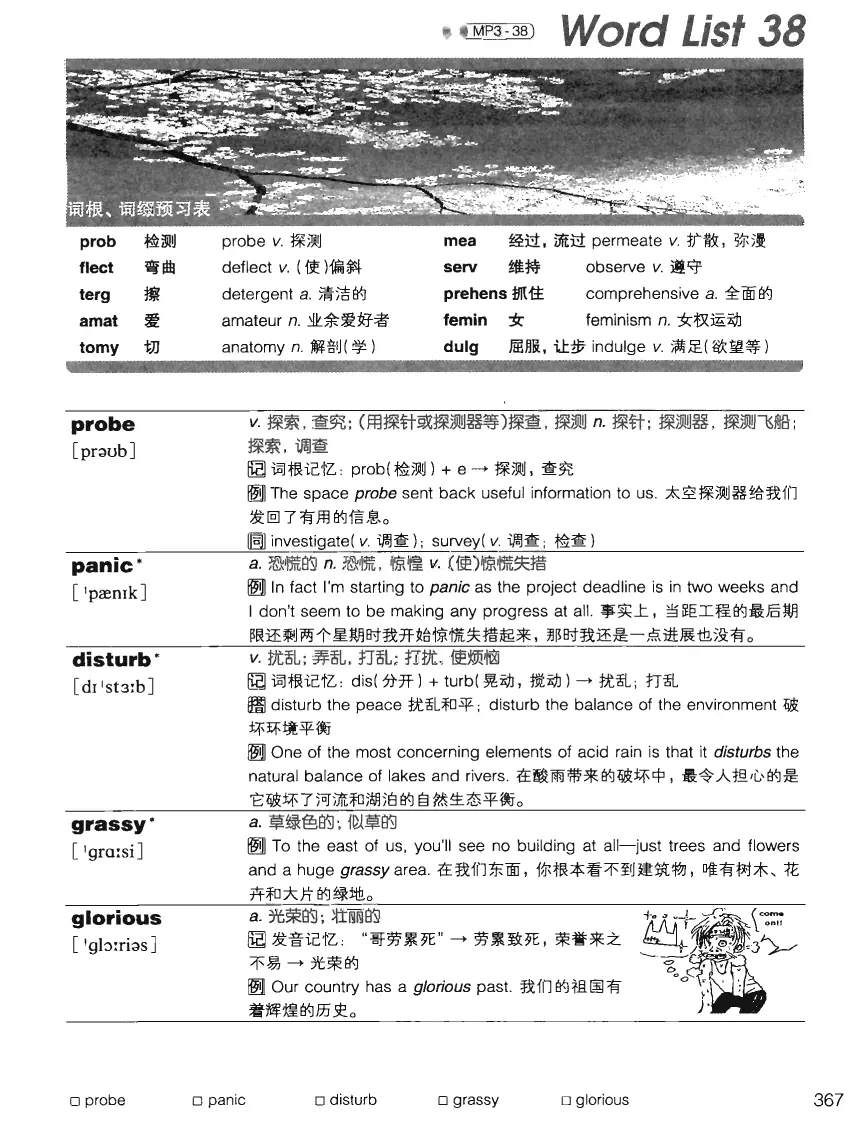 MP3-38
Word List 38
词根、词缀预习表
prob 检测 probe v. 探测 mea 经过，流过 permeate v. 扩散，弥漫
flect 弯曲 deflect v. (使)偏斜 serv 维持 observe v. 遵守
terg 擦 detergent a. 清洁的 prehens 抓住 comprehensive a. 全面的
amat 爱 amateur n. 业余爱好者 femin 女 feminism n. 女权运动
tomy 切 anatomy n. 解剖(学) dulg 屈服，让步 indulge v. 满足(欲望等)
probe v. 探索，查究；(用探针或探测器等)探查，探测 n. 探针；探测器，探测飞船；
[prəub] 探索，调查
记 词根记忆：prob(检测) + e → 探测，查究
例 The space probe sent back useful information to us. 太空探测器给我们
发回了有用的信息。
同 investigate(v. 调查)；survey(v. 调查；检查)
panic* a. 恐慌的 n. 恐慌，惊惶 v. (使)惊慌失措
[ˈpænɪk] 例 In fact I'm starting to panic as the project deadline is in two weeks and
I don't seem to be making any progress at all. 事实上，当距工程的最后期
限还剩两个星期时我开始惊慌失措起来，那时我还是一点进展也没有。
disturb* v. 扰乱；弄乱，打乱；打扰，使烦恼
[dɪˈstɜːb] 记 词根记忆：dis(分开) + turb(晃动，搅动) → 扰乱；打乱
搭 disturb the peace 扰乱和平；disturb the balance of the environment 破
坏环境平衡
例 One of the most concerning elements of acid rain is that it disturbs the
natural balance of lakes and rivers. 在酸雨带来的破坏中，最令人担心的是
它破坏了河流和湖泊的自然生态平衡。
grassy* a. 草绿色的；似草的
[ˈgrɑːsi] 例 To the east of us, you'll see no building at all—just trees and flowers
and a huge grassy area. 在我们东面，你根本看不到建筑物，唯有树木、花
卉和大片的绿地。
glorious a. 光荣的；壮丽的
[ˈglɔːriəs] 记 发音记忆：“哥劳累死” → 劳累致死，荣誉来之
不易 → 光荣的
例 Our country has a glorious past. 我们的祖国有
着辉煌的历史。
come
on!!
□ probe □ panic □ disturb □ grassy □ glorious 367